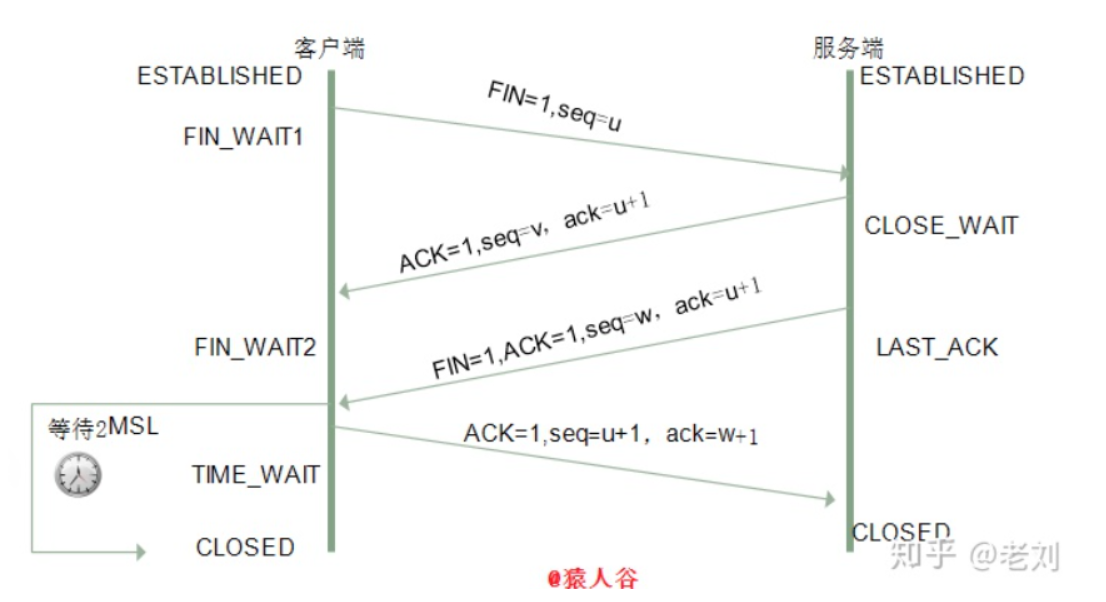 客户端
服务端
ESTABLISHED
ESTABLISHED
FIN=1,seq=u
FIN_WAIT1
ACK=1,seq=v, ack=u+1
CLOSE_WAIT
FIN=1,ACK=1,seq=w, ack=u+1
FIN_WAIT2
LAST_ACK
等待2MSL
ACK=1,seq=u+1, ack=w+1
TIME_WAIT
CLOSED
CLOSED
知乎 @老刘
@猿人谷